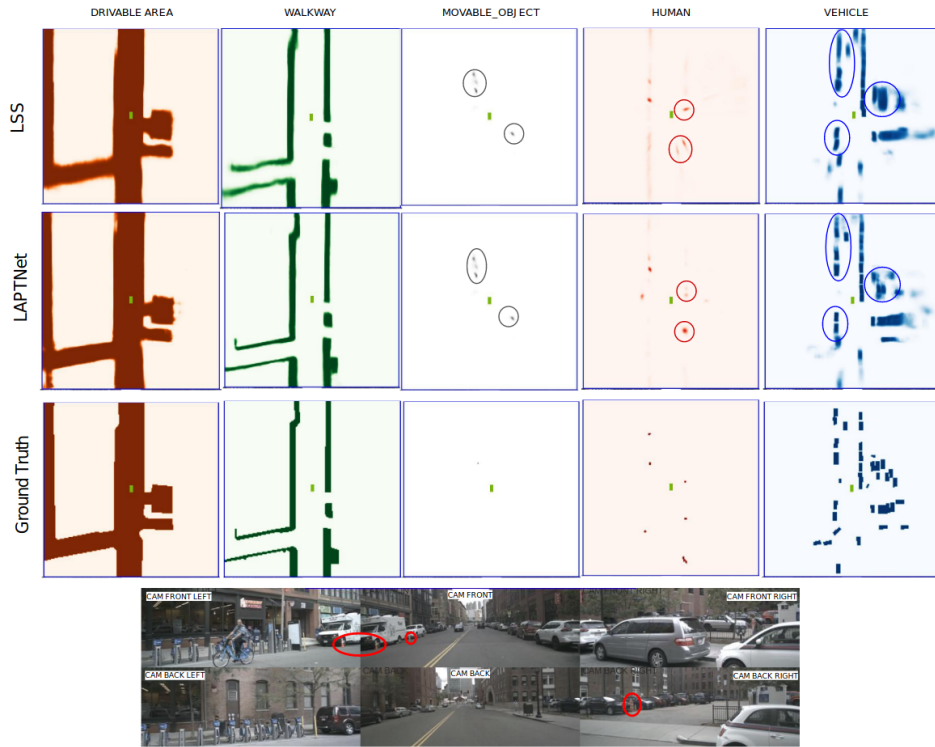 DRIVABLE AREA
WALKWAY
MOVABLE_OBJECT
HUMAN
VEHICLE
LSS
LAPTNet
Ground Truth
CAM FRONT LEFT
CAM FRONT
CAM FRONT RIGHT
CAM BACK LEFT
CAM BACK
CAM BACK RIGHT